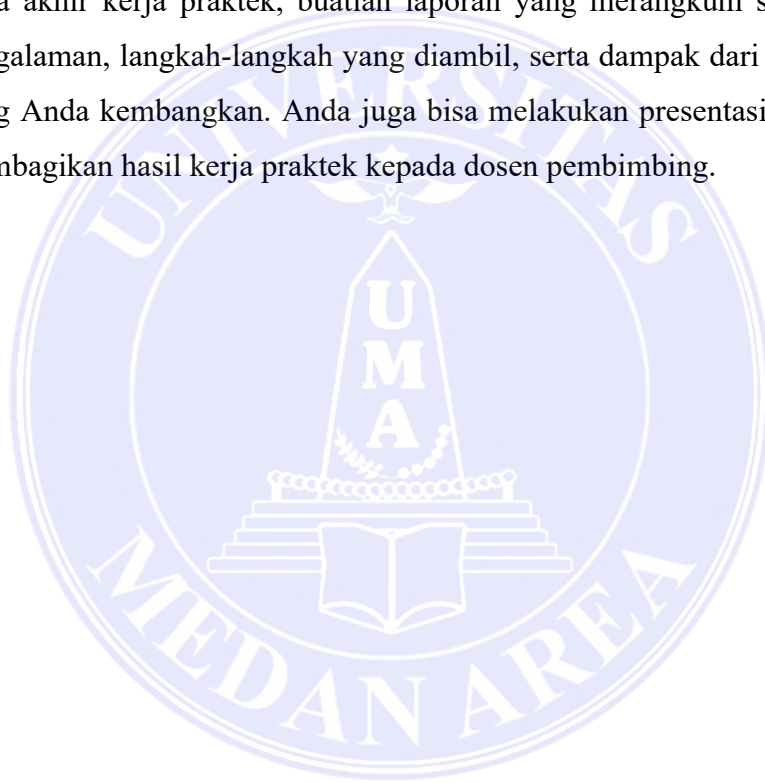 akhir kerja praktek, buatlah laporan yang merangkum
galaman, langkah-langkah yang diambil, serta dampak dari
g Anda kembangkan. Anda juga bisa melakukan presentasi
mbagikan hasil kerja praktek kepada dosen pembimbing.
UNIVERSITAS
U
M
A
MEDAN AREA